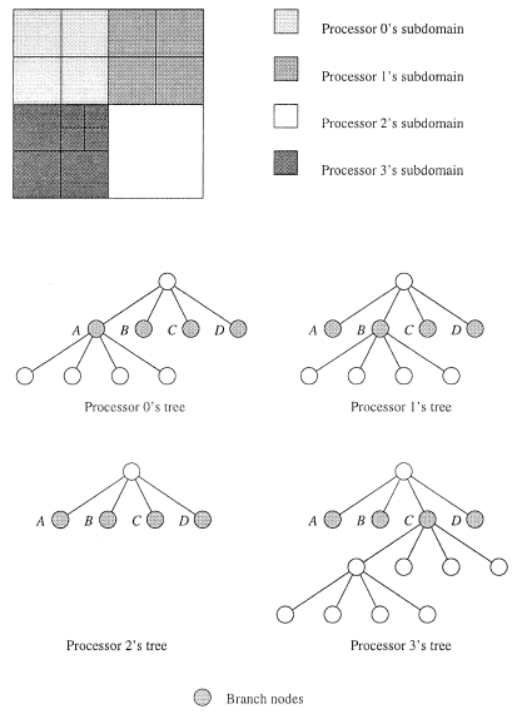 Processor 0's subdomain
Processor 1's subdomain
Processor 2's subdomain
Processor 3's subdomain
A B C D
A B C D
Processor 0's tree
Processor 1's tree
A B C D
A B C D
Processor 2's tree
Processor 3's tree
Branch nodes